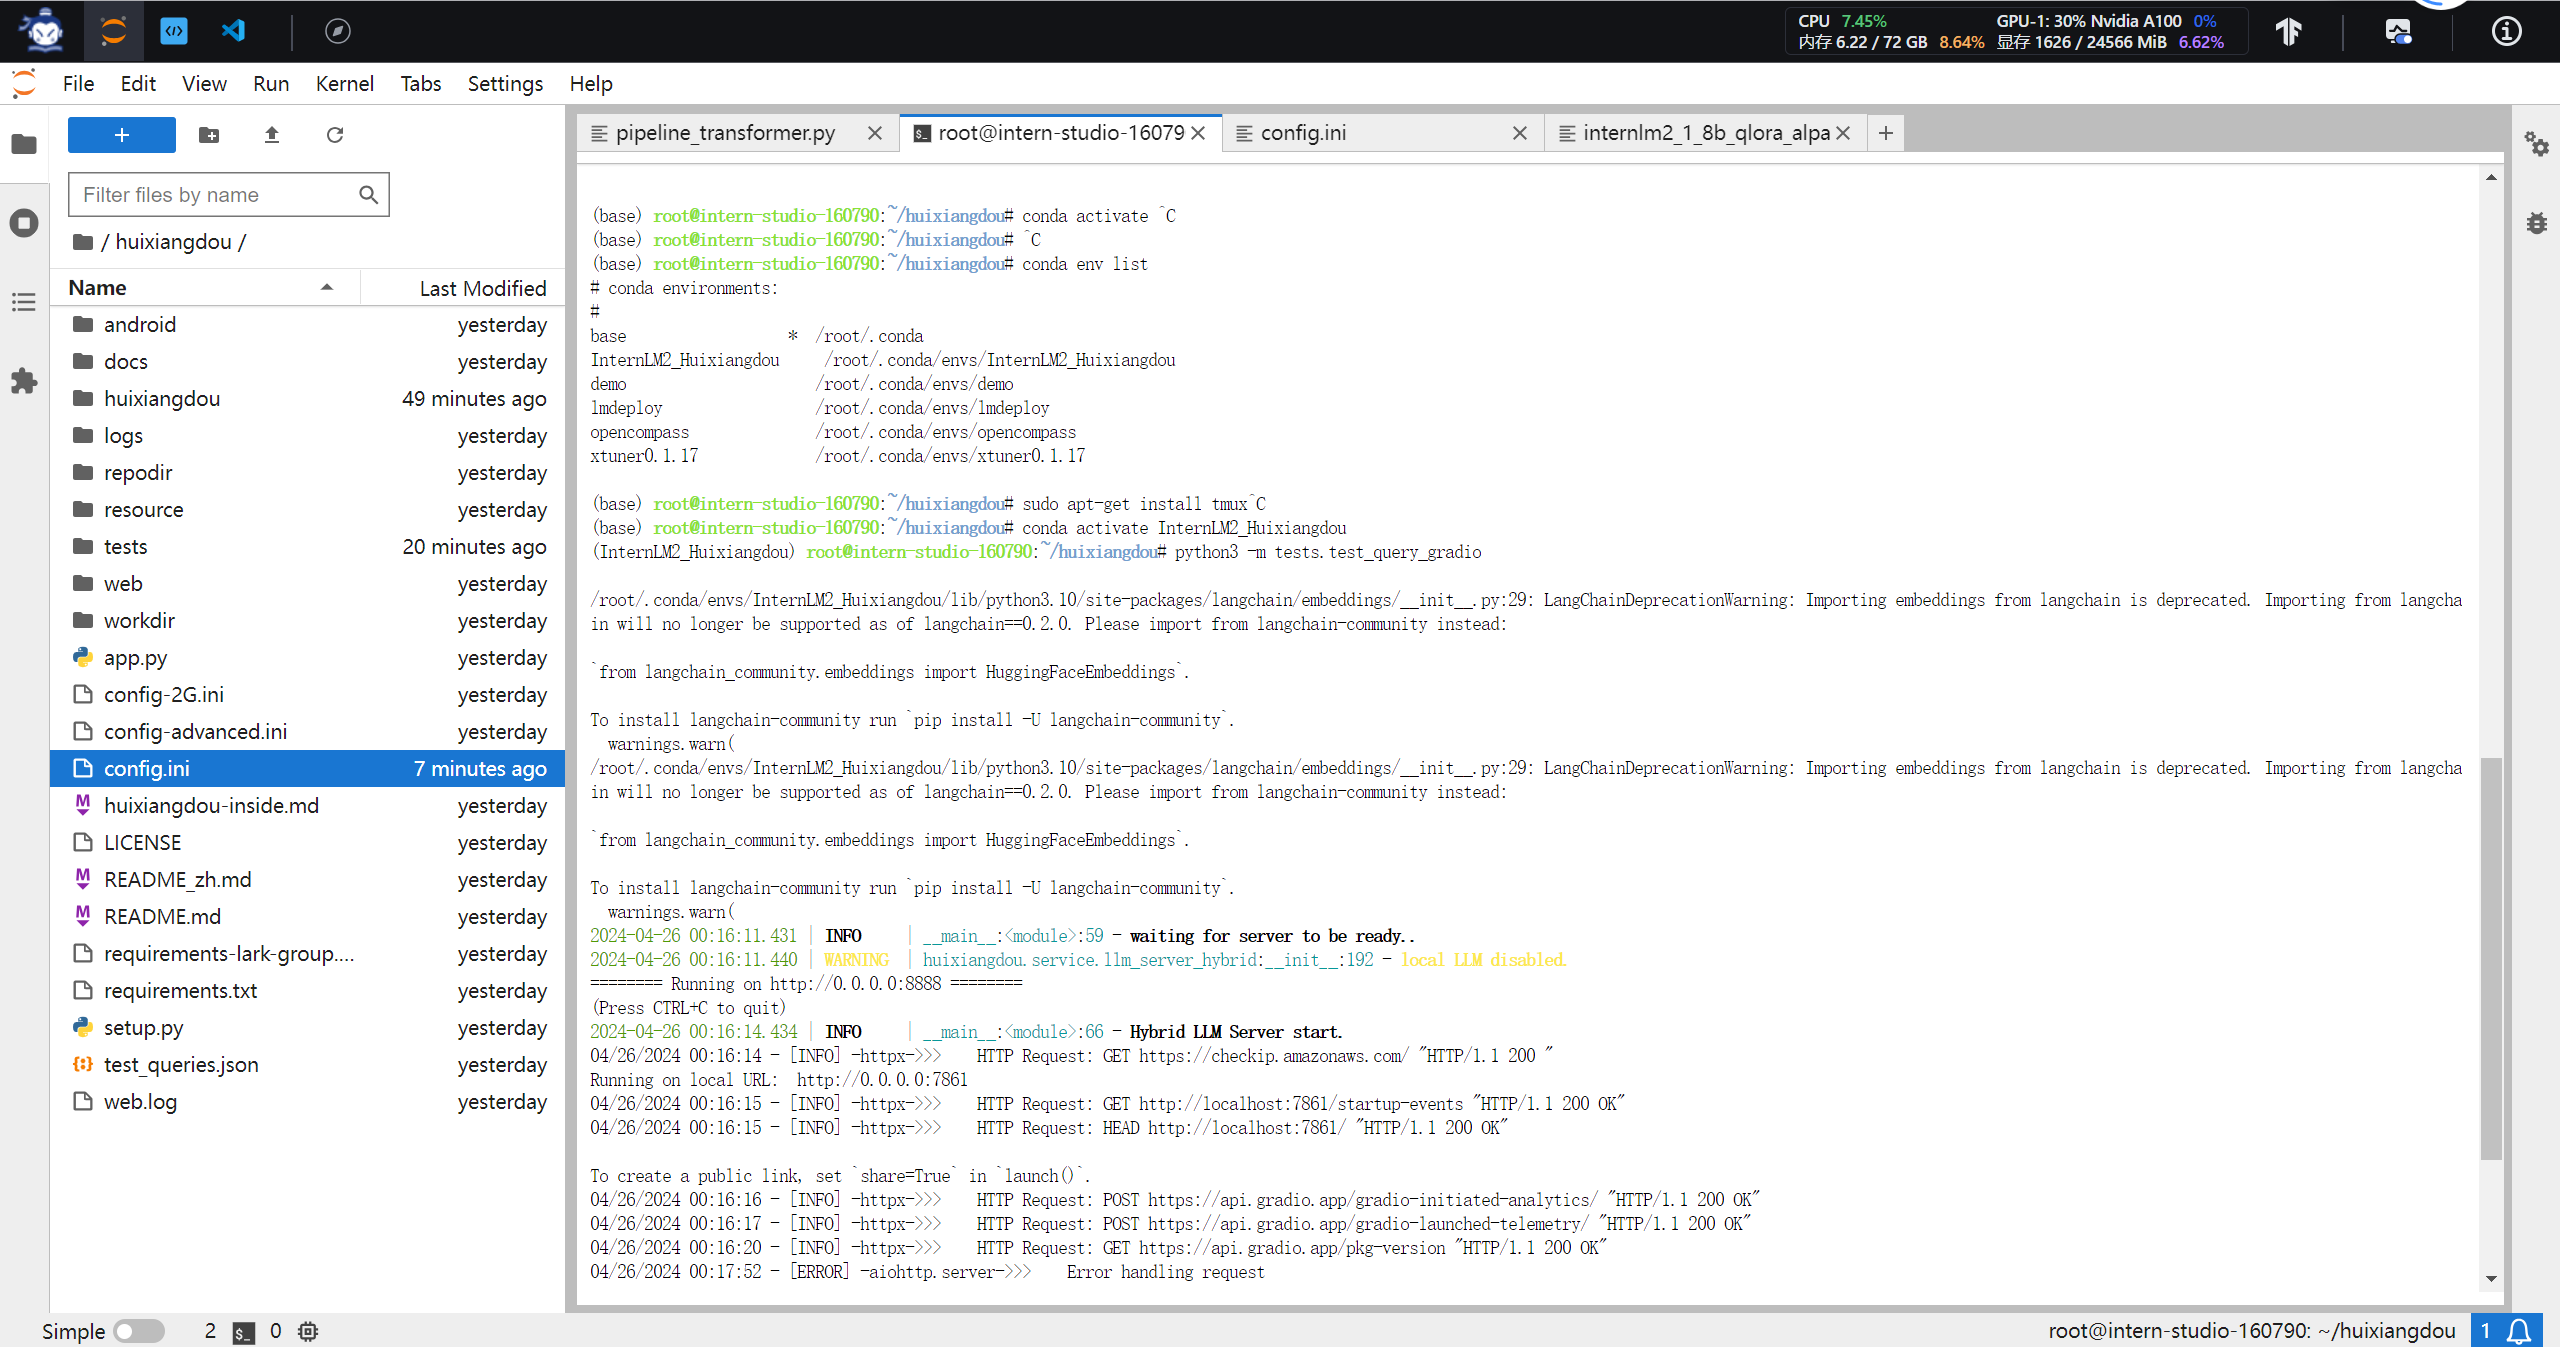 CPU 7.45%
内存 6.22 / 72 GB 8.64%
GPU-1: 30% Nvidia A100 0%
显存 1626 / 24566 MiB 6.62%
File Edit View Run Kernel Tabs Settings Help
Filter files by name
/ huixiangdou /
Name Last Modified
android yesterday
docs yesterday
huixiangdou 49 minutes ago
logs yesterday
repodir yesterday
resource yesterday
tests 20 minutes ago
web yesterday
workdir yesterday
app.py yesterday
config-2G.ini yesterday
config-advanced.ini yesterday
config.ini 7 minutes ago
huixiangdou-inside.md yesterday
LICENSE yesterday
README_zh.md yesterday
README.md yesterday
requirements-lark-group.... yesterday
requirements.txt yesterday
setup.py yesterday
test_queries.json yesterday
web.log yesterday
pipeline_transformer.py
root@intern-studio-16079
config.ini
internlm2_1_8b_qlora_alpa
(base) root@intern-studio-160790:~/huixiangdou# conda activate ^C
(base) root@intern-studio-160790:~/huixiangdou# ^C
(base) root@intern-studio-160790:~/huixiangdou# conda env list
# conda environments:
#
base * /root/.conda
InternLM2_Huixiangdou /root/.conda/envs/InternLM2_Huixiangdou
demo /root/.conda/envs/demo
lmdeploy /root/.conda/envs/lmdeploy
opencompass /root/.conda/envs/opencompass
xtuner0.1.17 /root/.conda/envs/xtuner0.1.17
(base) root@intern-studio-160790:~/huixiangdou# sudo apt-get install tmux^C
(base) root@intern-studio-160790:~/huixiangdou# conda activate InternLM2_Huixiangdou
(InternLM2_Huixiangdou) root@intern-studio-160790:~/huixiangdou# python3 -m tests.test_query_gradio
/root/.conda/envs/InternLM2_Huixiangdou/lib/python3.10/site-packages/langchain/embeddings/__init__.py:29: LangChainDeprecationWarning: Importing embeddings from langchain is deprecated. Importing from langcha
in will no longer be supported as of langchain==0.2.0. Please import from langchain-community instead:
`from langchain_community.embeddings import HuggingFaceEmbeddings`.
To install langchain-community run `pip install -U langchain-community`.
warnings.warn(
/root/.conda/envs/InternLM2_Huixiangdou/lib/python3.10/site-packages/langchain/embeddings/__init__.py:29: LangChainDeprecationWarning: Importing embeddings from langchain is deprecated. Importing from langcha
in will no longer be supported as of langchain==0.2.0. Please import from langchain-community instead:
`from langchain_community.embeddings import HuggingFaceEmbeddings`.
To install langchain-community run `pip install -U langchain-community`.
warnings.warn(
2024-04-26 00:16:11.431 | INFO | __main__:<module>:59 - waiting for server to be ready..
2024-04-26 00:16:11.440 | WARNING | huixiangdou.service.llm_server_hybrid:__init__:192 - local LLM disabled.
======== Running on http://0.0.0.0:8888 ========
(Press CTRL+C to quit)
2024-04-26 00:16:14.434 | INFO | __main__:<module>:66 - Hybrid LLM Server start.
04/26/2024 00:16:14 - [INFO] -httpx->>> HTTP Request: GET https://checkip.amazonaws.com/ "HTTP/1.1 200 "
Running on local URL: http://0.0.0.0:7861
04/26/2024 00:16:15 - [INFO] -httpx->>> HTTP Request: GET http://localhost:7861/startup-events "HTTP/1.1 200 OK"
04/26/2024 00:16:15 - [INFO] -httpx->>> HTTP Request: HEAD http://localhost:7861/ "HTTP/1.1 200 OK"
To create a public link, set `share=True` in `launch()`.
04/26/2024 00:16:16 - [INFO] -httpx->>> HTTP Request: POST https://api.gradio.app/gradio-initiated-analytics/ "HTTP/1.1 200 OK"
04/26/2024 00:16:17 - [INFO] -httpx->>> HTTP Request: POST https://api.gradio.app/gradio-launched-telemetry/ "HTTP/1.1 200 OK"
04/26/2024 00:16:20 - [INFO] -httpx->>> HTTP Request: GET https://api.gradio.app/pkg-version "HTTP/1.1 200 OK"
04/26/2024 00:17:52 - [ERROR] -aiohttp.server->>> Error handling request
Simple 2 0
root@intern-studio-160790: ~/huixiangdou 1